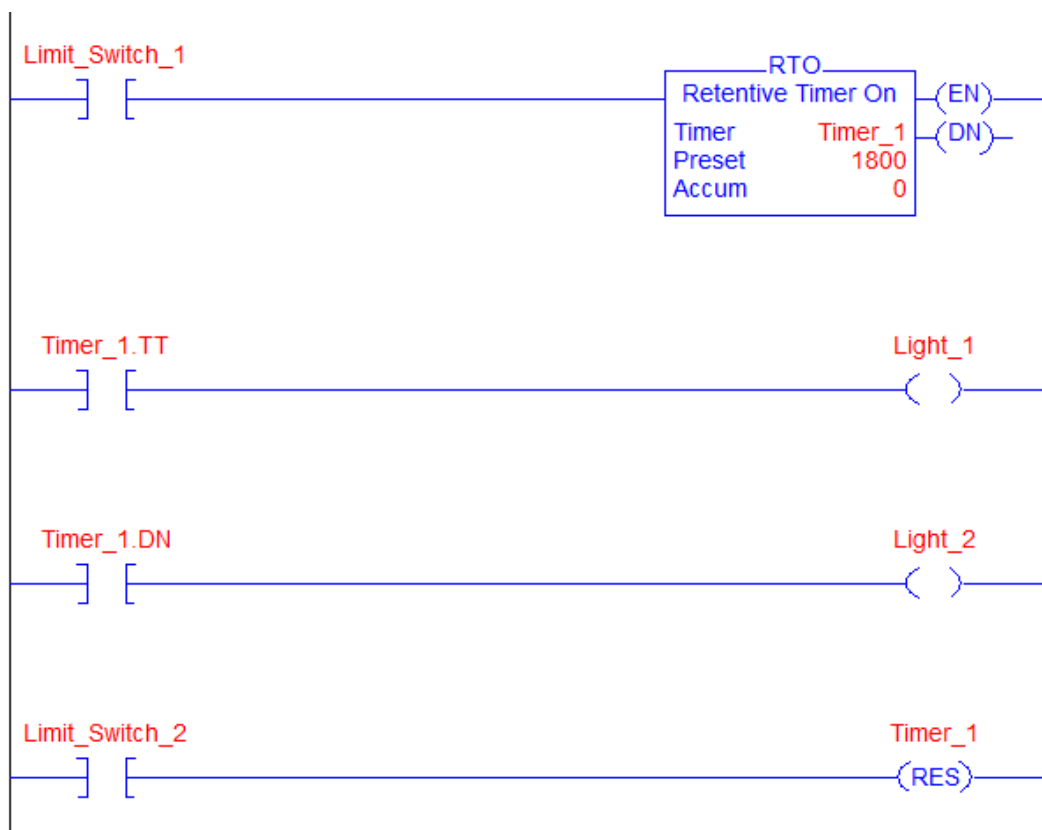 Limit_Switch_1
RTO
Retentive Timer On
(EN)
Timer Timer_1
(DN)
Preset 1800
Accum 0
Timer_1.TT
Light_1
Timer_1.DN
Light_2
Limit_Switch_2
Timer_1
(RES)